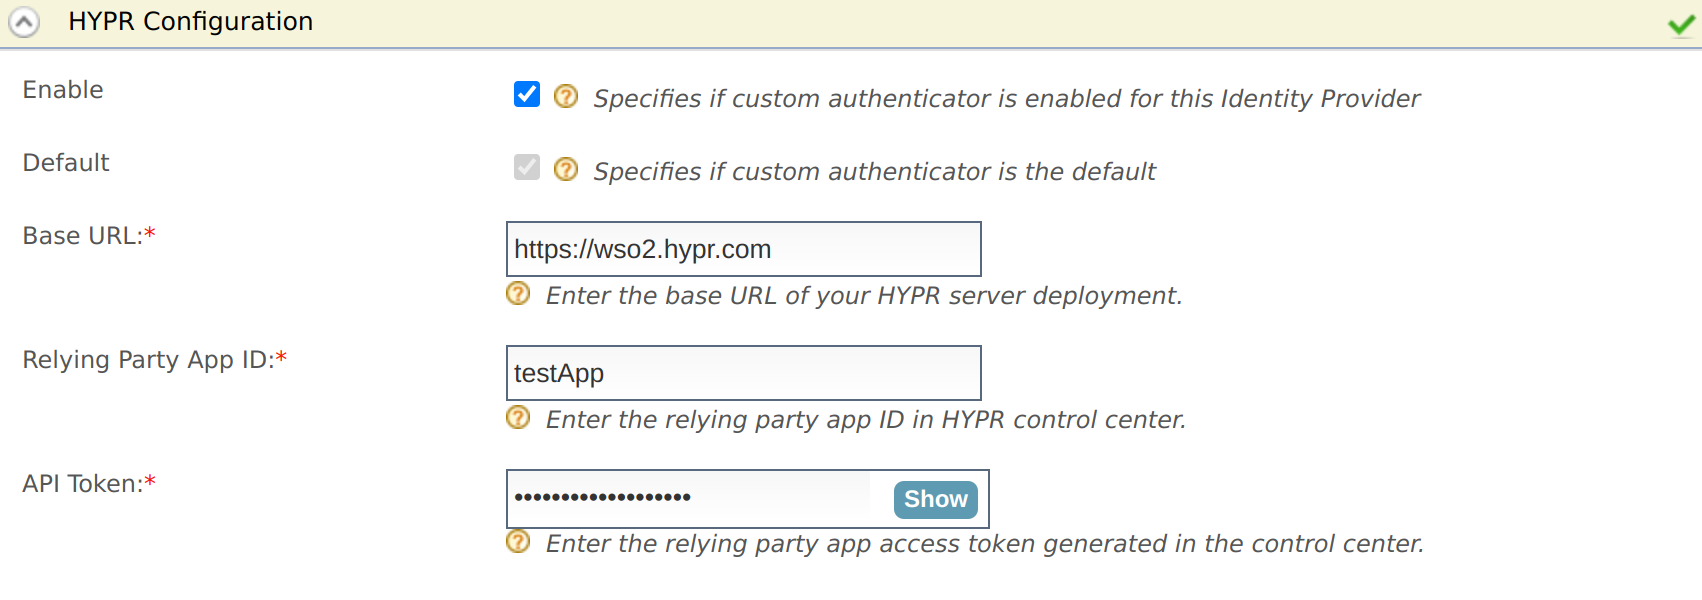 HYPR Configuration
Enable
Specifies if custom authenticator is enabled for this Identity Provider
Default
Specifies if custom authenticator is the default
Base URL:*
https://wso2.hypr.com
Enter the base URL of your HYPR server deployment.
Relying Party App ID:*
testApp
Enter the relying party app ID in HYPR control center.
API Token:*
•••••••••••••••••••
Show
Enter the relying party app access token generated in the control center.